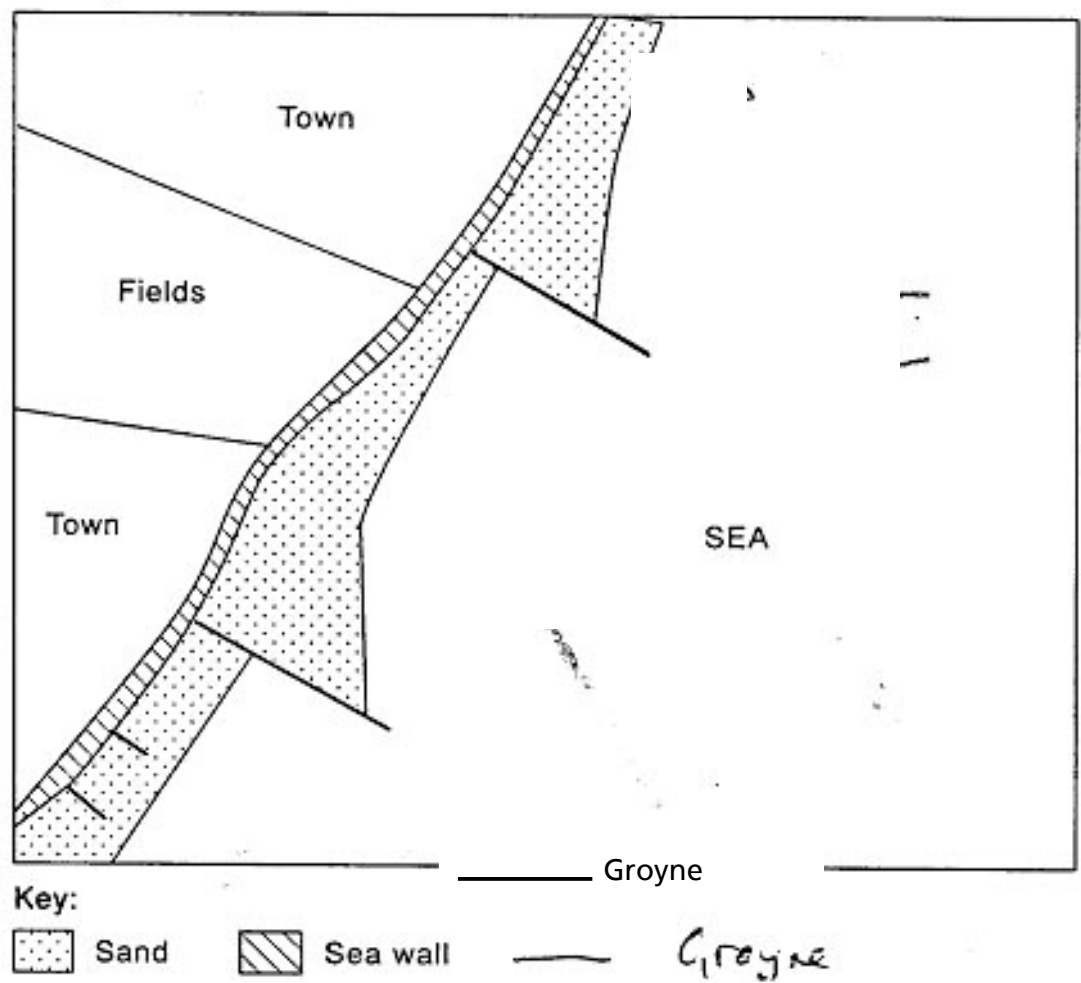 Town
Fields
Town
SEA
Groyne
Key:
Sand Sea wall Groyne